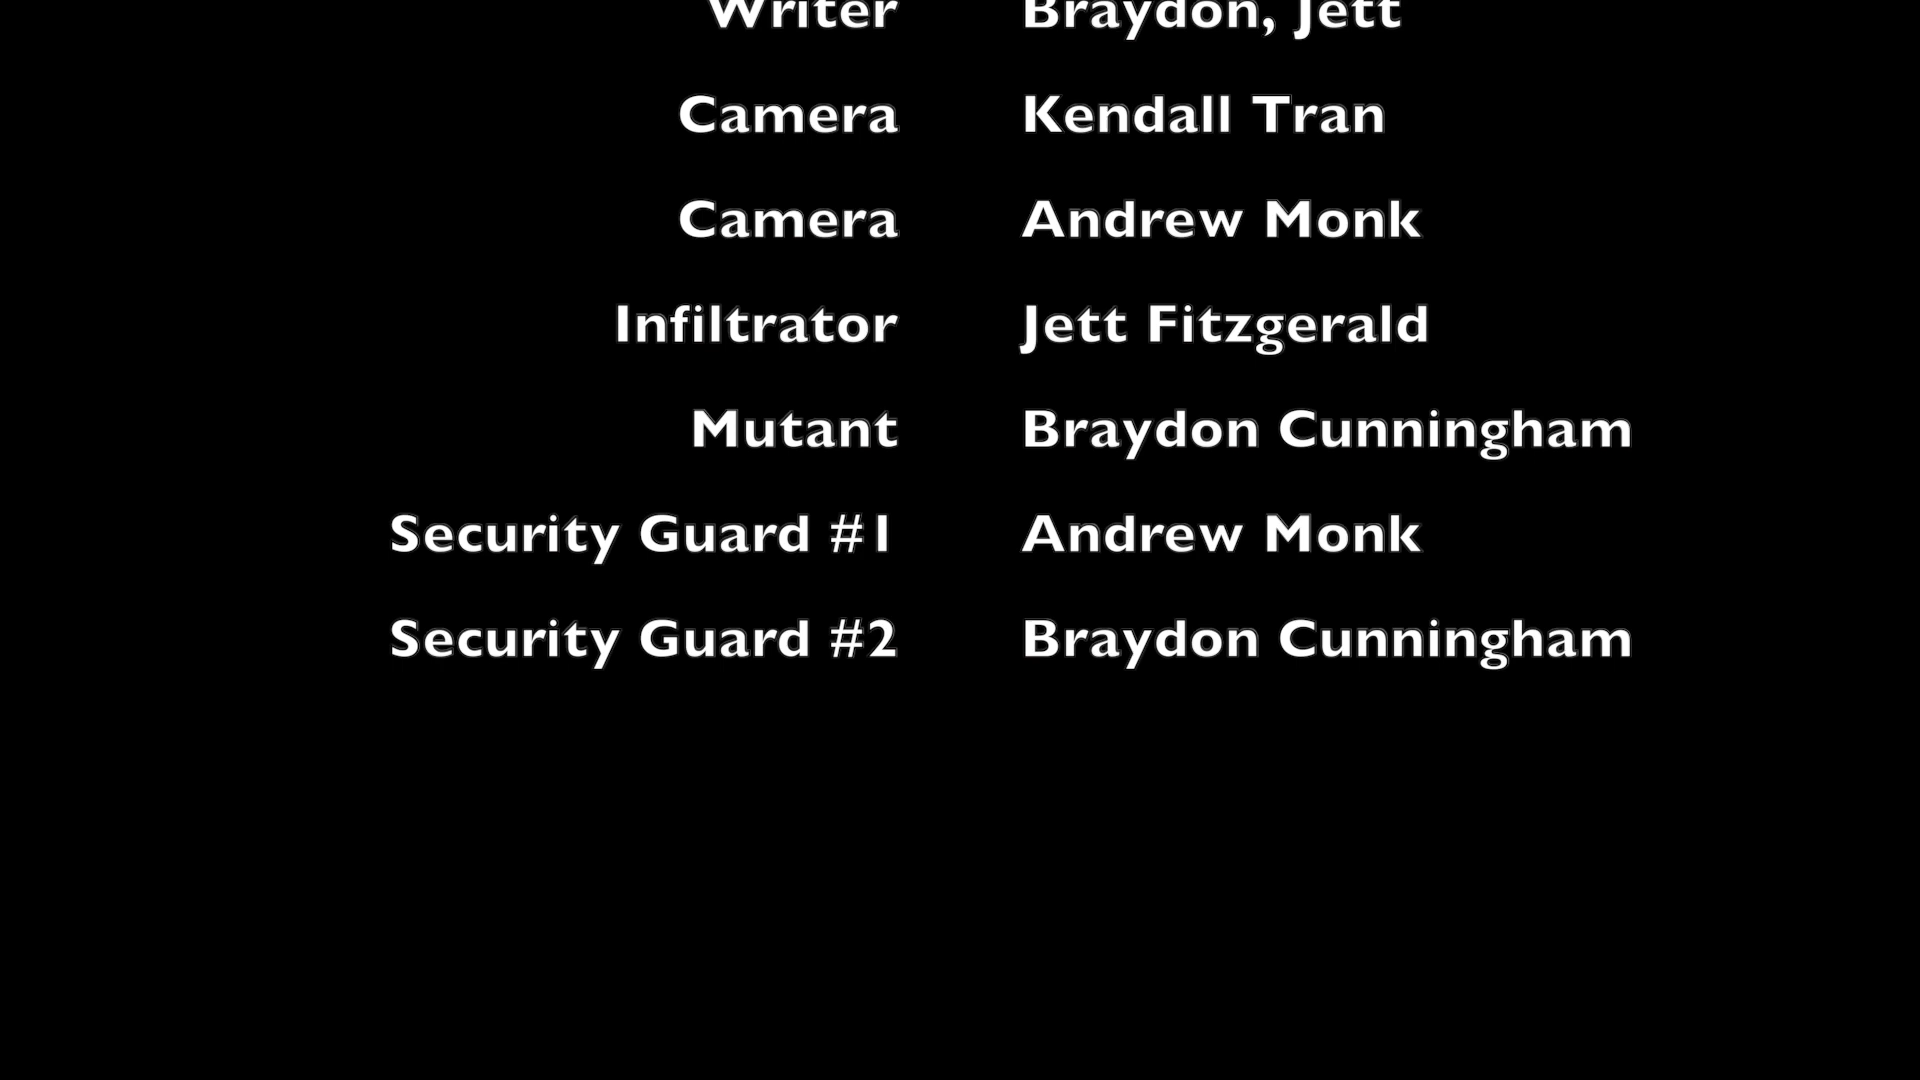 Writer Braydon, Jett
Camera Kendall Tran
Camera Andrew Monk
Infiltrator Jett Fitzgerald
Mutant Braydon Cunningham
Security Guard #1 Andrew Monk
Security Guard #2 Braydon Cunningham